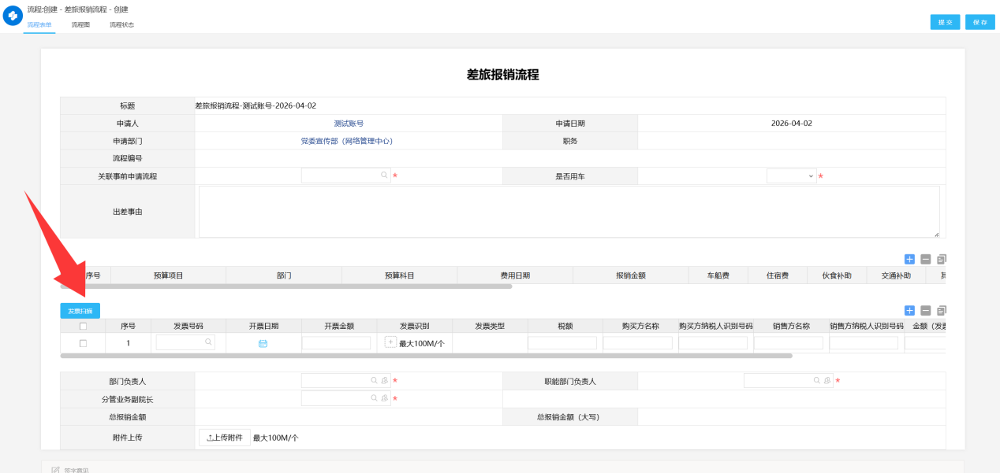 流程:创建 - 差旅报销流程 - 创建
流程表单 流程图 流程状态
提交 保存
差旅报销流程
标题 差旅报销流程-测试账号-2026-04-02
申请人 测试账号 申请日期 2026-04-02
申请部门 党委宣传部（网络管理中心） 职务
流程编号
关联事前申请流程 * 是否用车 *
出差事由
序号 预算项目 部门 预算科目 费用日期 报销金额 车船费 住宿费 伙食补助 交通补助
发票扫描
序号 发票号码 开票日期 开票金额 发票识别 发票类型 税额 购买方名称 购买方纳税人识别号码 销售方名称 销售方纳税人识别号码 金额（发票
1 最大100M/个
部门负责人 * 职能部门负责人 *
分管业务副院长 *
总报销金额 总报销金额（大写）
附件上传 上传附件 最大100M/个
签字意见